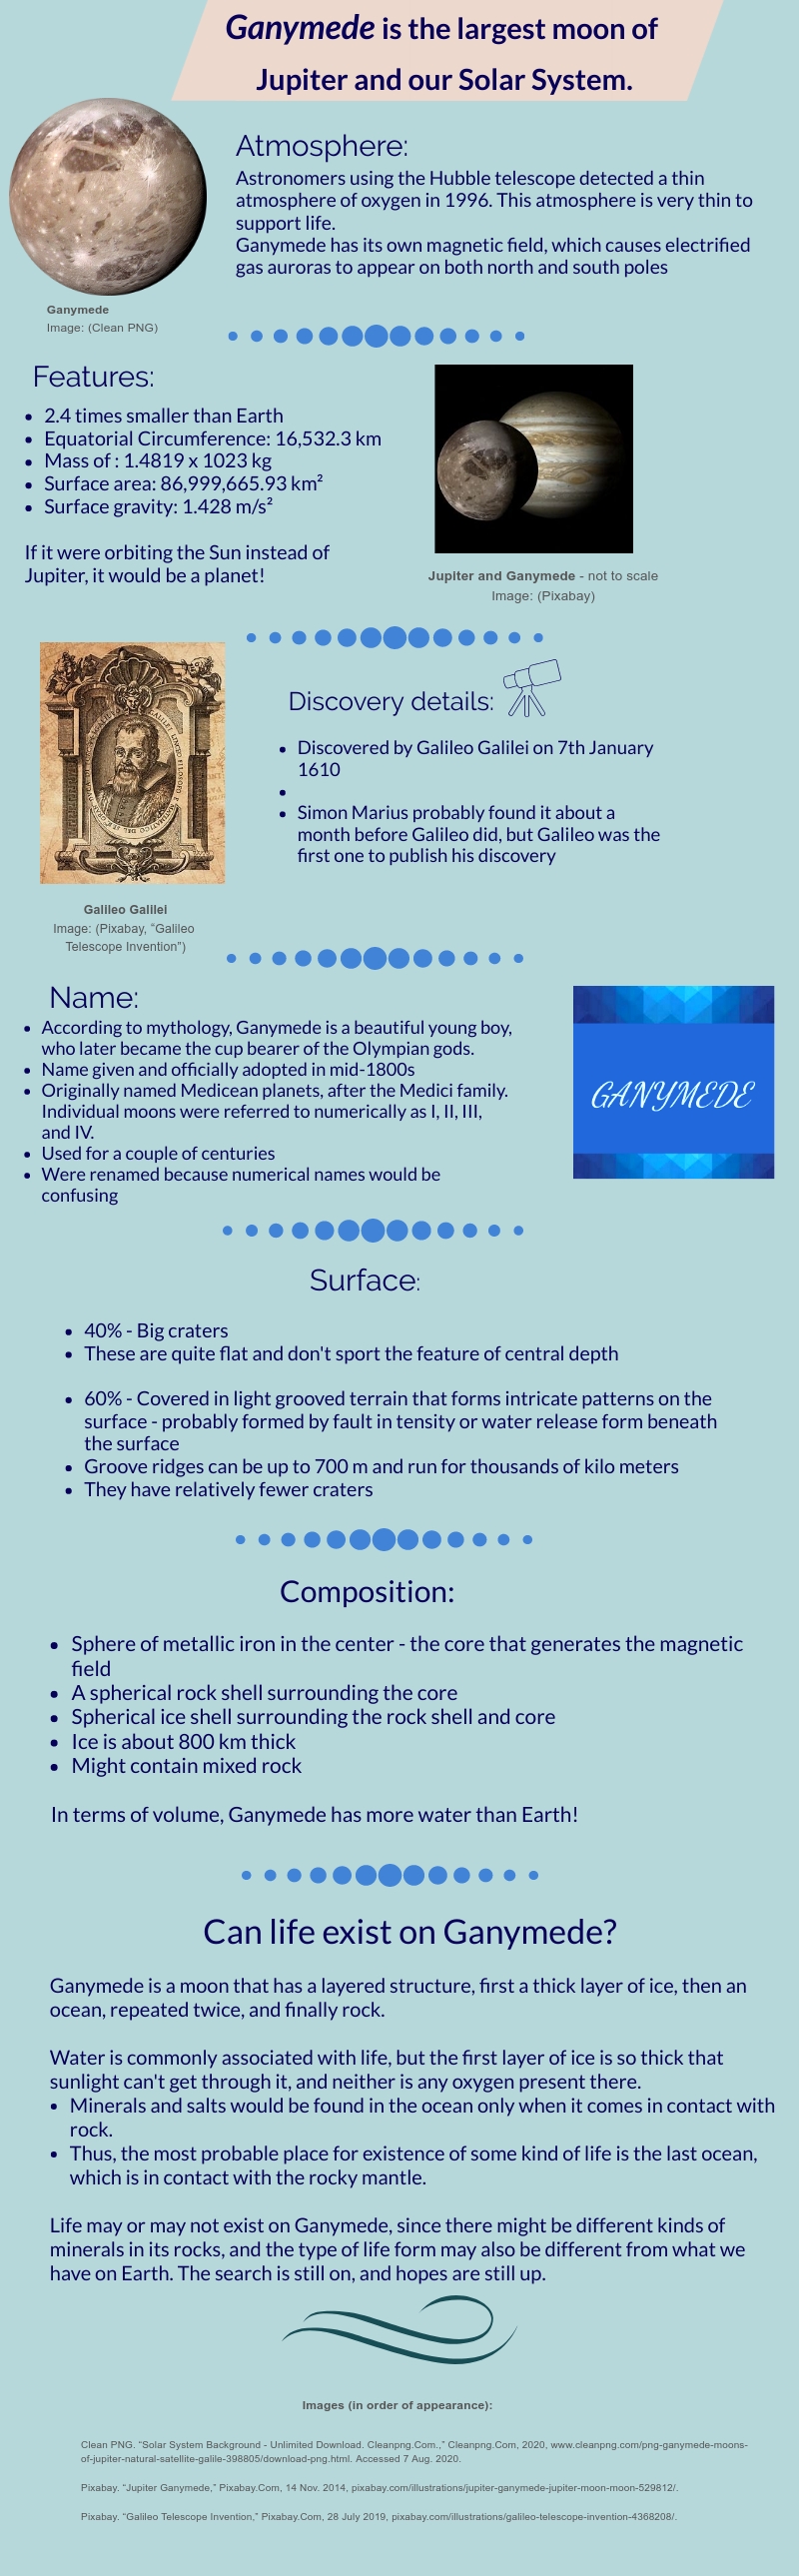 Ganymede is the largest moon of
Jupiter and our Solar System.
Atmosphere:
Astronomers using the Hubble telescope detected a thin
atmosphere of oxygen in 1996. This atmosphere is very thin to
support life.
Ganymede has its own magnetic field, which causes electrified
gas auroras to appear on both north and south poles
Ganymede
Image: (Clean PNG)
Features:
• 2.4 times smaller than Earth
• Equatorial Circumference: 16,532.3 km
• Mass of : 1.4819 x 1023 kg
• Surface area: 86,999,665.93 km²
• Surface gravity: 1.428 m/s²
If it were orbiting the Sun instead of
Jupiter, it would be a planet!
Jupiter and Ganymede - not to scale
Image: (Pixabay)
Discovery details:
• Discovered by Galileo Galilei on 7th January
1610
•
• Simon Marius probably found it about a
month before Galileo did, but Galileo was the
first one to publish his discovery
Galileo Galilei
Image: (Pixabay, “Galileo
Telescope Invention”)
Name:
• According to mythology, Ganymede is a beautiful young boy,
who later became the cup bearer of the Olympian gods.
• Name given and officially adopted in mid-1800s
• Originally named Medicean planets, after the Medici family.
Individual moons were referred to numerically as I, II, III,
and IV.
• Used for a couple of centuries
• Were renamed because numerical names would be
confusing
GANYMEDE
Surface:
• 40% - Big craters
• These are quite flat and don't sport the feature of central depth
• 60% - Covered in light grooved terrain that forms intricate patterns on the
surface - probably formed by fault in tensity or water release form beneath
the surface
• Groove ridges can be up to 700 m and run for thousands of kilo meters
• They have relatively fewer craters
Composition:
• Sphere of metallic iron in the center - the core that generates the magnetic
field
• A spherical rock shell surrounding the core
• Spherical ice shell surrounding the rock shell and core
• Ice is about 800 km thick
• Might contain mixed rock
In terms of volume, Ganymede has more water than Earth!
Can life exist on Ganymede?
Ganymede is a moon that has a layered structure, first a thick layer of ice, then an
ocean, repeated twice, and finally rock.
Water is commonly associated with life, but the first layer of ice is so thick that
sunlight can't get through it, and neither is any oxygen present there.
• Minerals and salts would be found in the ocean only when it comes in contact with
rock.
• Thus, the most probable place for existence of some kind of life is the last ocean,
which is in contact with the rocky mantle.
Life may or may not exist on Ganymede, since there might be different kinds of
minerals in its rocks, and the type of life form may also be different from what we
have on Earth. The search is still on, and hopes are still up.
Images (in order of appearance):
Clean PNG. “Solar System Background - Unlimited Download. Cleanpng.Com.,” Cleanpng.Com, 2020, www.cleanpng.com/png-ganymede-moons-
of-jupiter-natural-satellite-galile-398805/download-png.html. Accessed 7 Aug. 2020.
Pixabay. “Jupiter Ganymede,” Pixabay.Com, 14 Nov. 2014, pixabay.com/illustrations/jupiter-ganymede-jupiter-moon-moon-529812/.
Pixabay. “Galileo Telescope Invention,” Pixabay.Com, 28 July 2019, pixabay.com/illustrations/galileo-telescope-invention-4368208/.